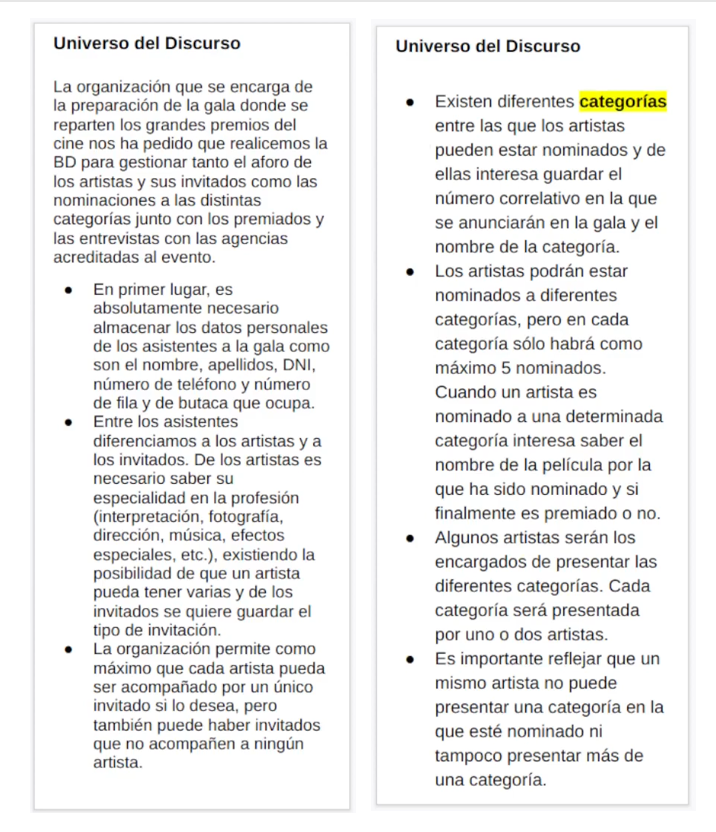 Universo del Discurso
La organización que se encarga de
la preparación de la gala donde se
reparten los grandes premios del
cine nos ha pedido que realicemos la
BD para gestionar tanto el aforo de
los artistas y sus invitados como las
nominaciones a las distintas
categorías junto con los premiados y
las entrevistas con las agencias
acreditadas al evento.
● En primer lugar, es
absolutamente necesario
almacenar los datos personales
de los asistentes a la gala como
son el nombre, apellidos, DNI,
número de teléfono y número
de fila y de butaca que ocupa.
● Entre los asistentes
diferenciamos a los artistas y a
los invitados. De los artistas es
necesario saber su
especialidad en la profesión
(interpretación, fotografía,
dirección, música, efectos
especiales, etc.), existiendo la
posibilidad de que un artista
pueda tener varias y de los
invitados se quiere guardar el
tipo de invitación.
● La organización permite como
máximo que cada artista pueda
ser acompañado por un único
invitado si lo desea, pero
también puede haber invitados
que no acompañen a ningún
artista.
Universo del Discurso
● Existen diferentes categorías
entre las que los artistas
pueden estar nominados y de
ellas interesa guardar el
número correlativo en la que
se anunciarán en la gala y el
nombre de la categoría.
● Los artistas podrán estar
nominados a diferentes
categorías, pero en cada
categoría sólo habrá como
máximo 5 nominados.
Cuando un artista es
nominado a una determinada
categoría interesa saber el
nombre de la película por la
que ha sido nominado y si
finalmente es premiado o no.
● Algunos artistas serán los
encargados de presentar las
diferentes categorías. Cada
categoría será presentada
por uno o dos artistas.
● Es importante reflejar que un
mismo artista no puede
presentar una categoría en la
que esté nominado ni
tampoco presentar más de
una categoría.